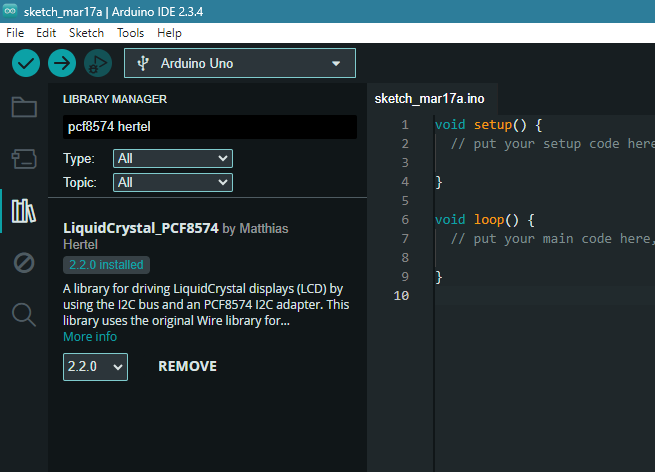 sketch_mar17a | Arduino IDE 2.3.4
File Edit Sketch Tools Help
Arduino Uno
LIBRARY MANAGER
pcf8574 hertel
Type: All
Topic: All
LiquidCrystal_PCF8574 by Matthias
Hertel
2.2.0 installed
A library for driving LiquidCrystal displays (LCD) by
using the I2C bus and an PCF8574 I2C adapter. This
library uses the original Wire library for...
More info
2.2.0 REMOVE
sketch_mar17a.ino
1 void setup() {
2 // put your setup code here
3
4 }
5
6 void loop() {
7 // put your main code here,
8
9 }
10